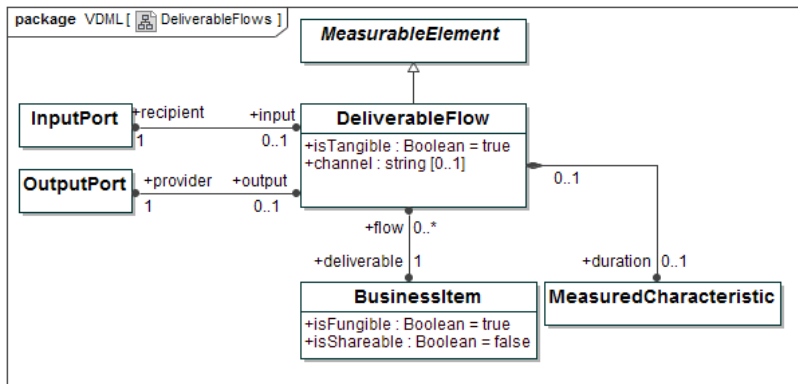 package VDML [ DeliverableFlows ]
MeasurableElement
InputPort
+recipient
+input
1
0..1
DeliverableFlow
+isTangible : Boolean = true
+channel : string [0..1]
OutputPort
+provider
+output
1
0..1
0..1
+flow
0..*
+deliverable
1
+duration
0..1
BusinessItem
+isFungible : Boolean = true
+isShareable : Boolean = false
MeasuredCharacteristic